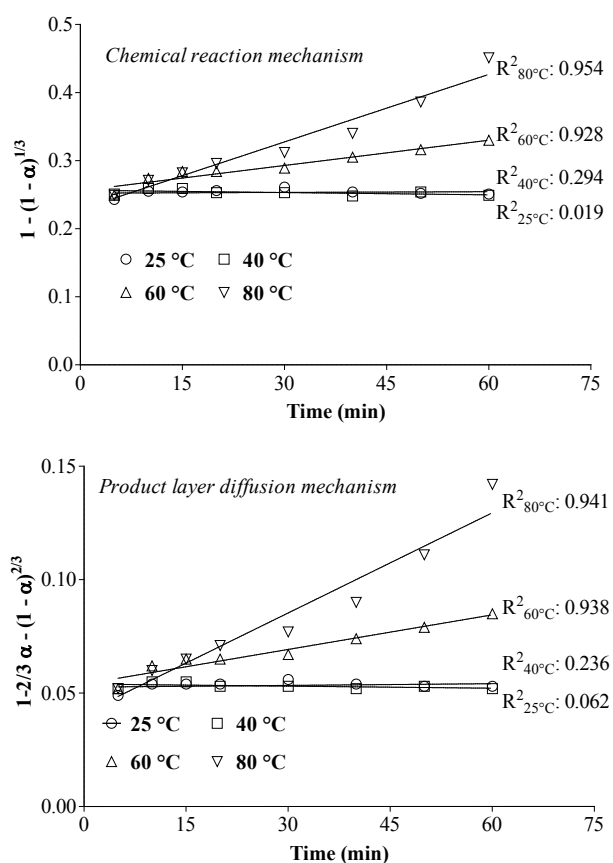 0.5
Chemical reaction mechanism
R²80°C: 0.954
0.4
1 - (1 - α)^1/3
R²60°C: 0.928
0.3
R²40°C: 0.294
0.2
R²25°C: 0.019
25 °C 40 °C
60 °C 80 °C
0.1
0.0
0 15 30 45 60 75
Time (min)
0.15
Product layer diffusion mechanism
R²80°C: 0.941
0.10
1-2/3 α - (1 - α)^2/3
R²60°C: 0.938
R²40°C: 0.236
0.05
R²25°C: 0.062
25 °C 40 °C
60 °C 80 °C
0.00
0 15 30 45 60 75
Time (min)